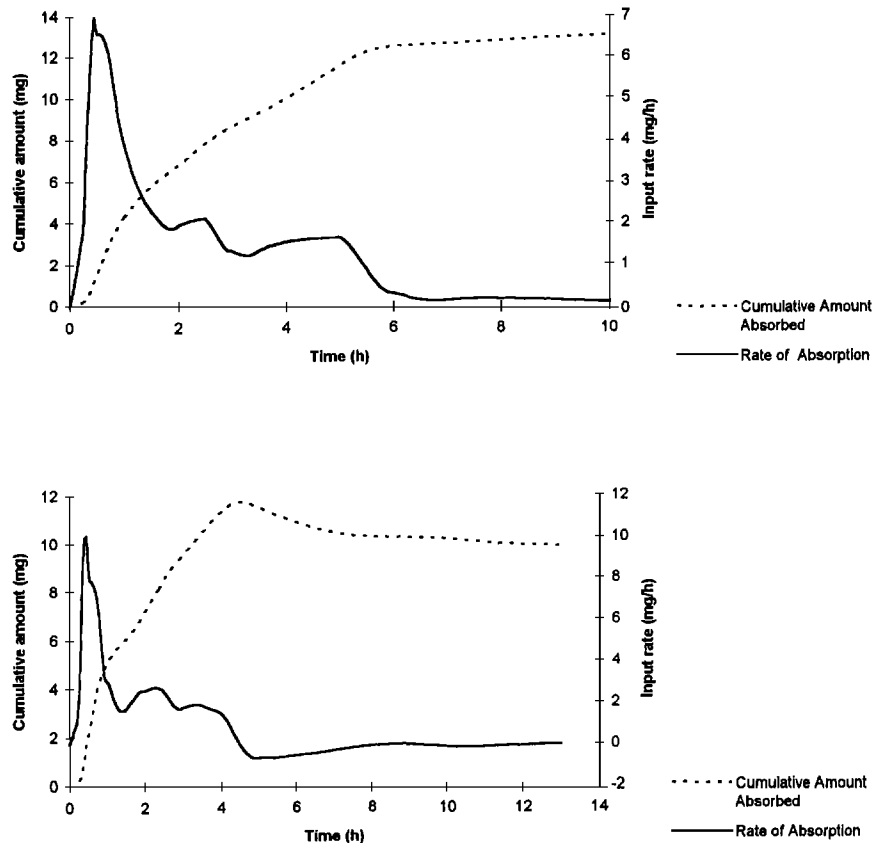 14
12
10
8
6
4
2
0
Cumulative amount (mg)
7
6
5
4
3
2
1
0
Input rate (mg/h)
0 2 4 6 8 10
Time (h)
Cumulative Amount
Absorbed
Rate of Absorption
12
10
8
6
4
2
0
Cumulative amount (mg)
12
10
8
6
4
2
0
-2
Input rate (mg/h)
0 2 4 6 8 10 12 14
Time (h)
Cumulative Amount
Absorbed
Rate of Absorption